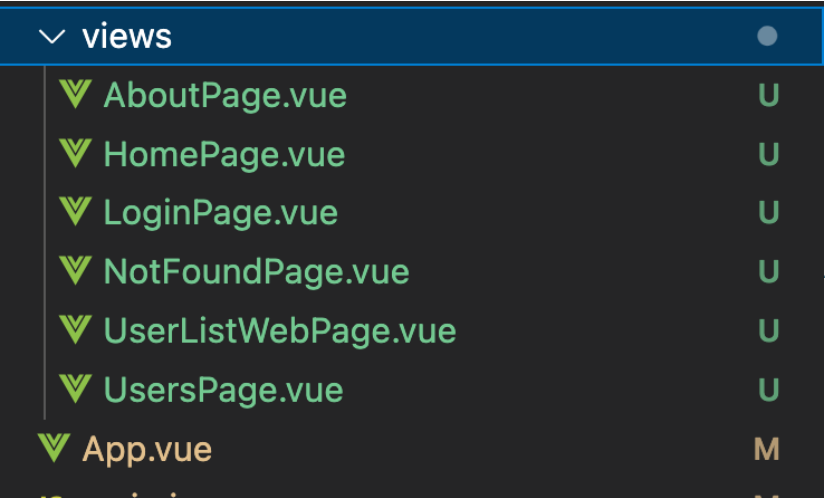 views
AboutPage.vue U
HomePage.vue U
LoginPage.vue U
NotFoundPage.vue U
UserListWebPage.vue U
UsersPage.vue U
App.vue M